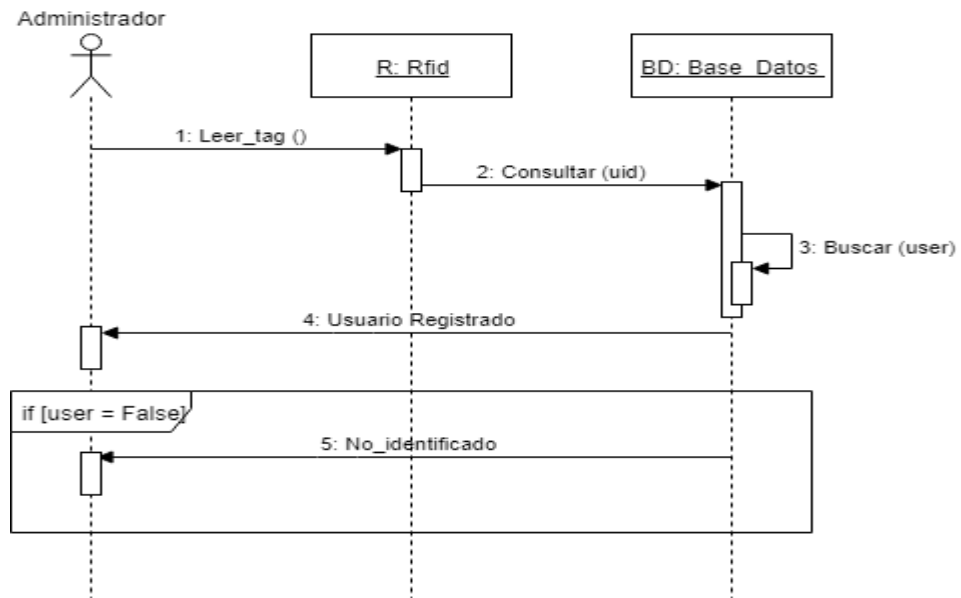 Administrador
R: Rfid
BD: Base_Datos
1: Leer_tag ()
2: Consultar (uid)
3: Buscar (user)
4: Usuario Registrado
if [user = False]
5: No_identificado